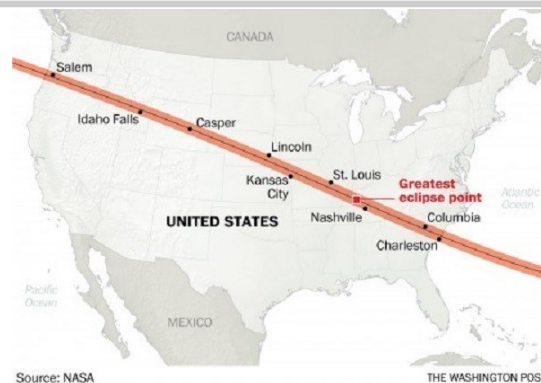 CANADA
Salem
Idaho Falls
Casper
Lincoln
Kansas
City
St. Louis
Greatest
eclipse point
Atlantic
Ocean
UNITED STATES
Nashville
Columbia
Charleston
Pacific
Ocean
MEXICO
Source: NASA
THE WASHINGTON POS